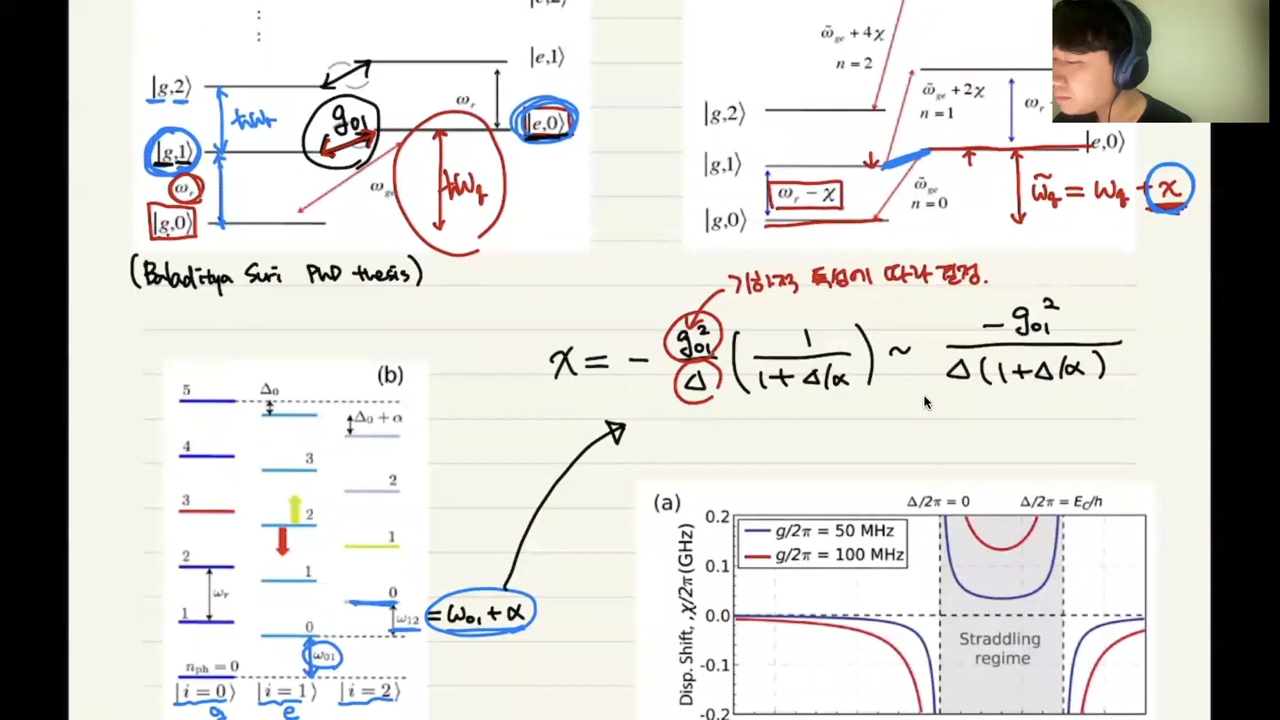 |e,2⟩
ω̃ge + 4χ
n = 2
|e,1⟩
|g,2⟩
ħωr
g01
ωr
|e,0⟩
|g,1⟩
ωr
ωge
ħωq
|g,0⟩
ω̃ge + 2χ
n = 1
ωr
|g,2⟩
|e,0⟩
|g,1⟩
ωr − χ
ω̃ge
n = 0
ω̃q = ωq + χ
|g,0⟩
(Baladitya Suri PhD thesis)
기하적 특성에 따라 결정.
χ = − g01² / Δ ( 1 / 1 + Δ/α ) ~ −g01² / Δ(1+Δ/α)
(b)
5
Δ0
Δ0 + α
4
3
3
2
2
1
2
1
ωr
1
0
ω12
= ω01 + α
0
ω01
nph = 0
|i = 0⟩ |i = 1⟩ |i = 2⟩
g e
(a)
Δ/2π = 0 Δ/2π = EC/h
0.2
g/2π = 50 MHz
g/2π = 100 MHz
0.1
0.0
-0.1
-0.2
Disp. Shift, χ/2π (GHz)
Straddling
regime